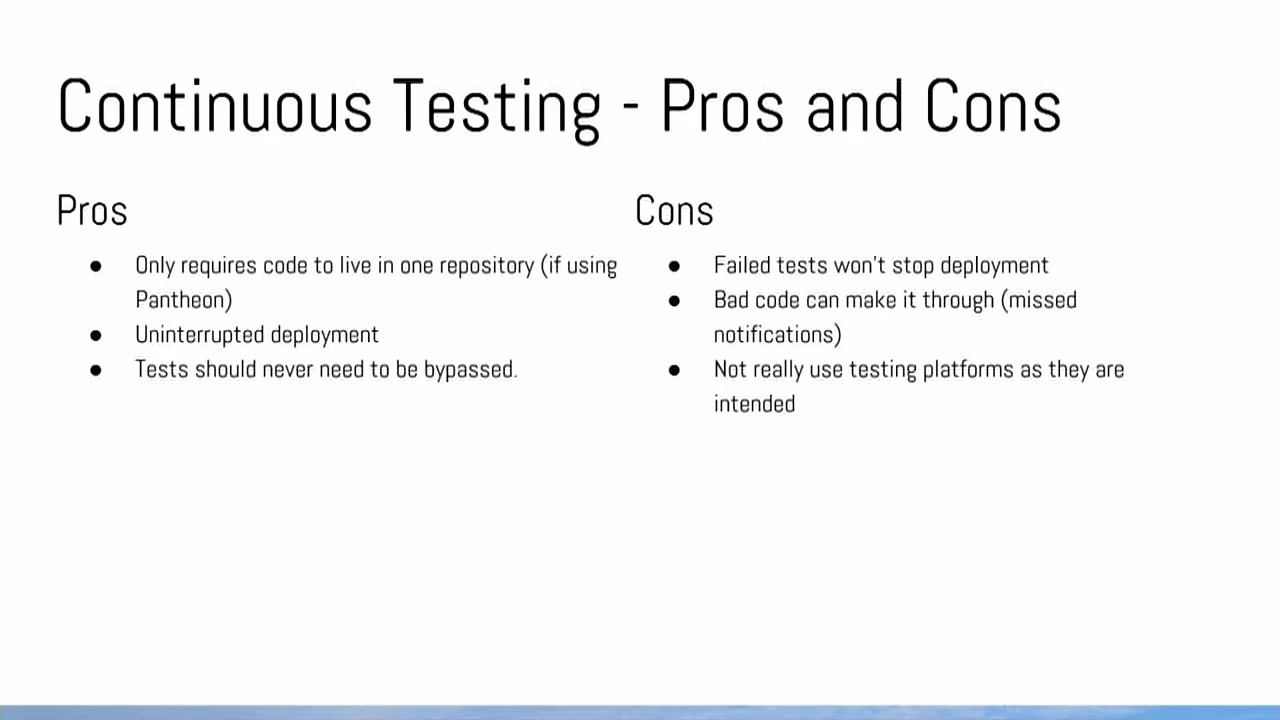 Continuous Testing - Pros and Cons
Pros
● Only requires code to live in one repository (if using
Pantheon)
● Uninterrupted deployment
● Tests should never need to be bypassed.
Cons
● Failed tests won't stop deployment
● Bad code can make it through (missed
notifications)
● Not really use testing platforms as they are
intended